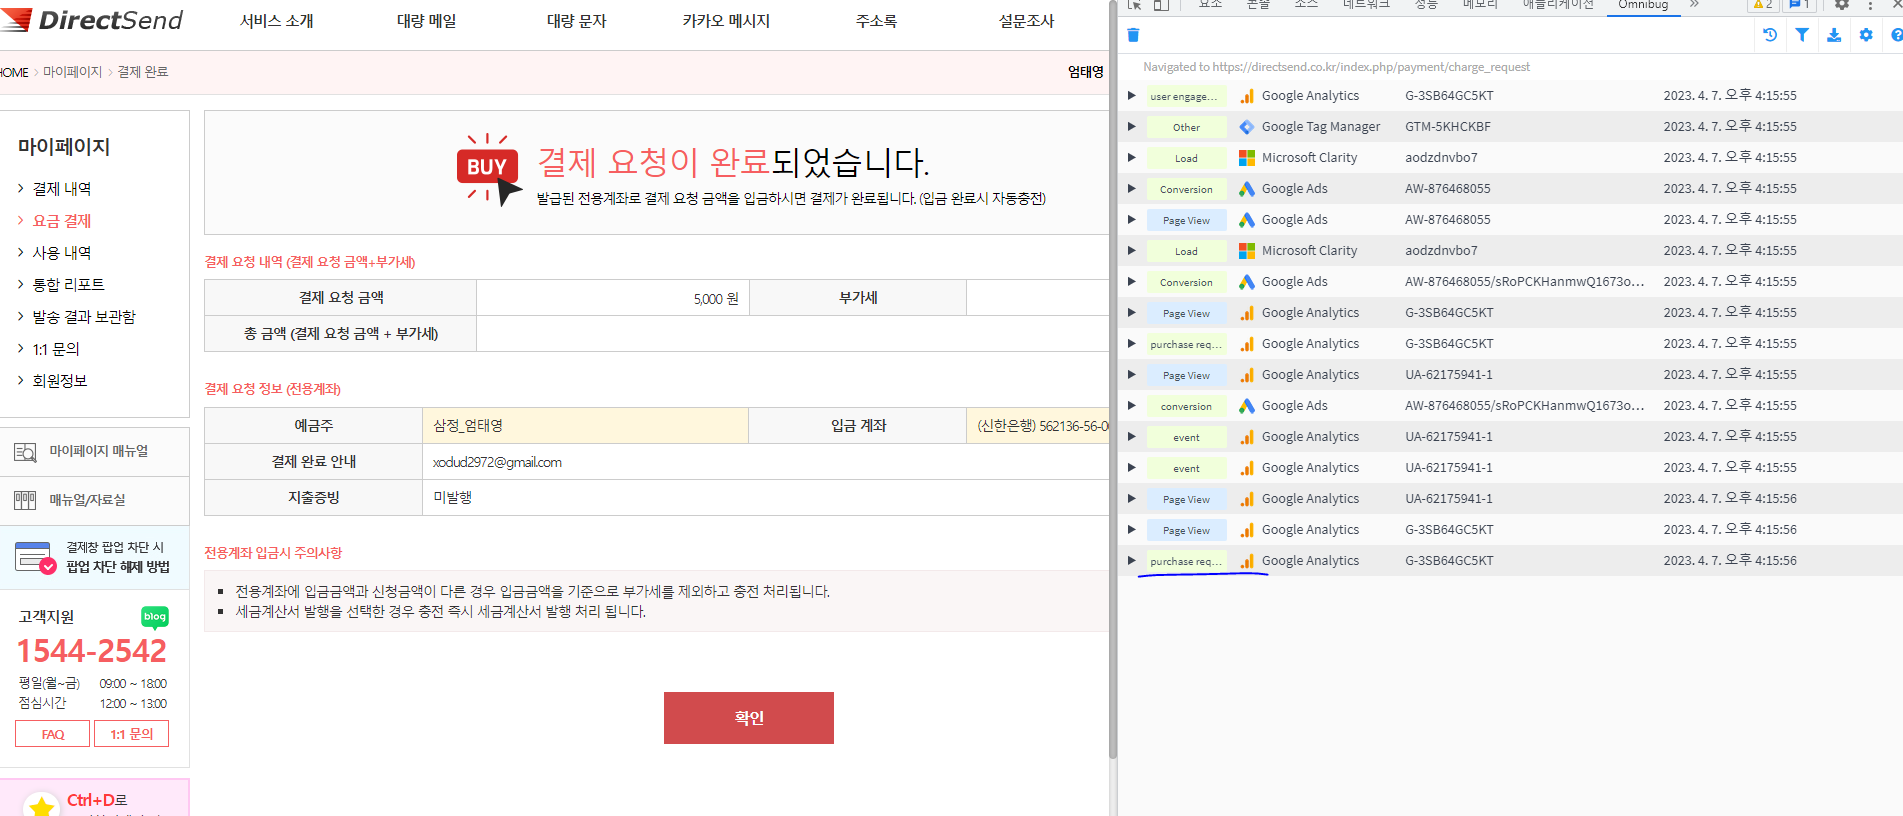 DirectSend
서비스 소개 대량 메일 대량 문자 카카오 메시지 주소록 설문조사
HOME > 마이페이지 > 결제 완료
엄태영
마이페이지
결제 내역
요금 결제
사용 내역
통합 리포트
발송 결과 보관함
1:1 문의
회원정보
마이페이지 매뉴얼
매뉴얼/자료실
결제창 팝업 차단 시
팝업 차단 해제 방법
고객지원
blog
1544-2542
평일(월~금) 09:00 ~ 18:00
점심시간 12:00 ~ 13:00
FAQ 1:1 문의
Ctrl+D로
BUY
결제 요청이 완료되었습니다.
발급된 전용계좌로 결제 요청 금액을 입금하시면 결제가 완료됩니다. (입금 완료시 자동충전)
결제 요청 내역 (결제 요청 금액+부가세)
결제 요청 금액 5,000 원 부가세
총 금액 (결제 요청 금액 + 부가세)
결제 요청 정보 (전용계좌)
예금주 삼정_엄태영 입금 계좌 (신한은행) 562136-56-0
결제 완료 안내 xodud2972@gmail.com
지출증빙 미발행
전용계좌 입금시 주의사항
전용계좌에 입금금액과 신청금액이 다른 경우 입금금액을 기준으로 부가세를 제외하고 충전 처리됩니다.
세금계산서 발행을 선택한 경우 충전 즉시 세금계산서 발행 처리 됩니다.
확인
요소 콘솔 소스 네트워크 성능 메모리 애플리케이션 Omnibug » 2 1
Navigated to https://directsend.co.kr/index.php/payment/charge_request
user engage... Google Analytics G-3SB64GC5KT 2023. 4. 7. 오후 4:15:55
Other Google Tag Manager GTM-5KHCKBF 2023. 4. 7. 오후 4:15:55
Load Microsoft Clarity aodzdnvbo7 2023. 4. 7. 오후 4:15:55
Conversion Google Ads AW-876468055 2023. 4. 7. 오후 4:15:55
Page View Google Ads AW-876468055 2023. 4. 7. 오후 4:15:55
Load Microsoft Clarity aodzdnvbo7 2023. 4. 7. 오후 4:15:55
Conversion Google Ads AW-876468055/sRoPCKHanmwQ1673o... 2023. 4. 7. 오후 4:15:55
Page View Google Analytics G-3SB64GC5KT 2023. 4. 7. 오후 4:15:55
purchase req... Google Analytics G-3SB64GC5KT 2023. 4. 7. 오후 4:15:55
Page View Google Analytics UA-62175941-1 2023. 4. 7. 오후 4:15:55
conversion Google Ads AW-876468055/sRoPCKHanmwQ1673o... 2023. 4. 7. 오후 4:15:55
event Google Analytics UA-62175941-1 2023. 4. 7. 오후 4:15:55
event Google Analytics UA-62175941-1 2023. 4. 7. 오후 4:15:55
Page View Google Analytics UA-62175941-1 2023. 4. 7. 오후 4:15:56
Page View Google Analytics G-3SB64GC5KT 2023. 4. 7. 오후 4:15:56
purchase req... Google Analytics G-3SB64GC5KT 2023. 4. 7. 오후 4:15:56